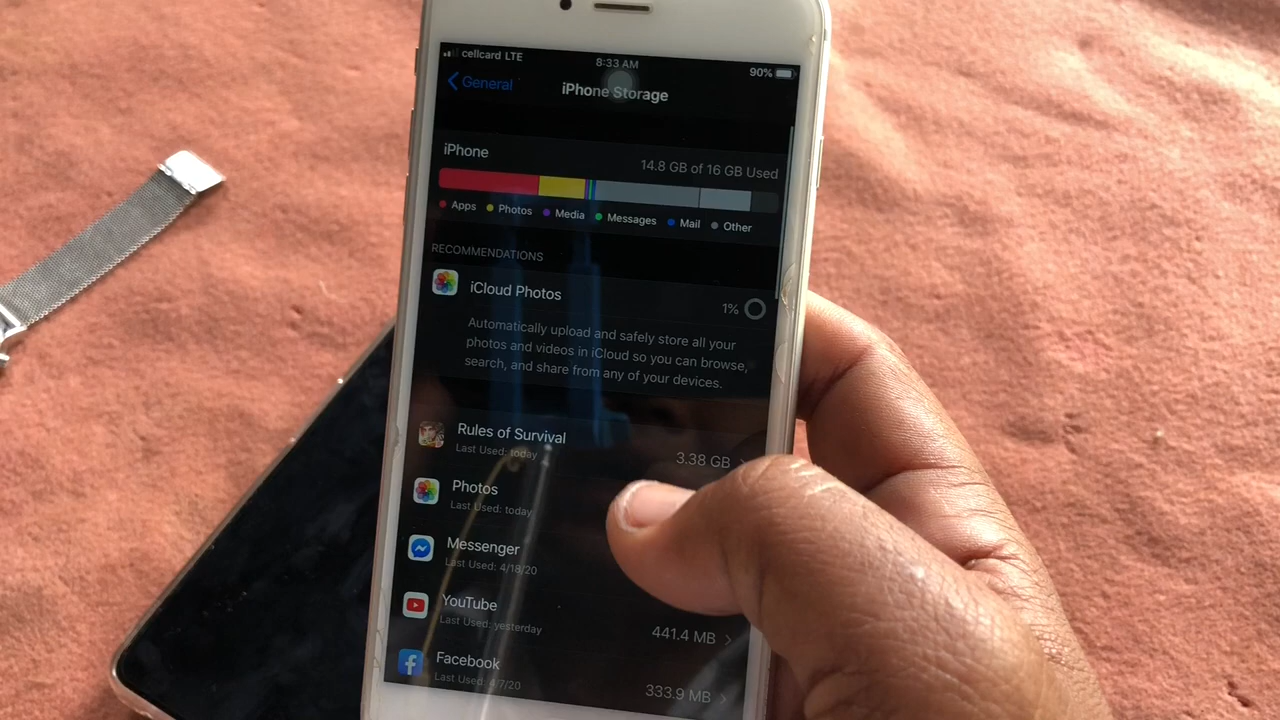 cellcard LTE
8:33 AM
90%
General
iPhone Storage
iPhone
14.8 GB of 16 GB Used
Apps
Photos
Media
Messages
Mail
Other
RECOMMENDATIONS
iCloud Photos
1%
Automatically upload and safely store all your
photos and videos in iCloud so you can browse,
search, and share from any of your devices.
Rules of Survival
Last Used: today
3.38 GB
Photos
Last Used: today
Messenger
Last Used: 4/18/20
YouTube
Last Used: yesterday
441.4 MB
Facebook
Last Used: 4/7/20
333.9 MB